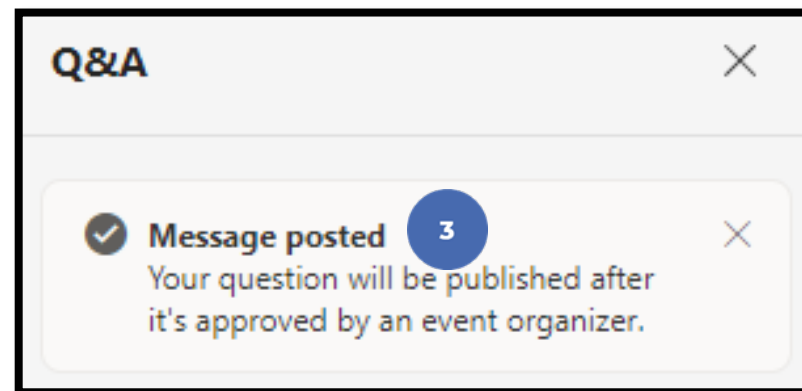 Q&A
Message posted 3
Your question will be published after
it's approved by an event organizer.